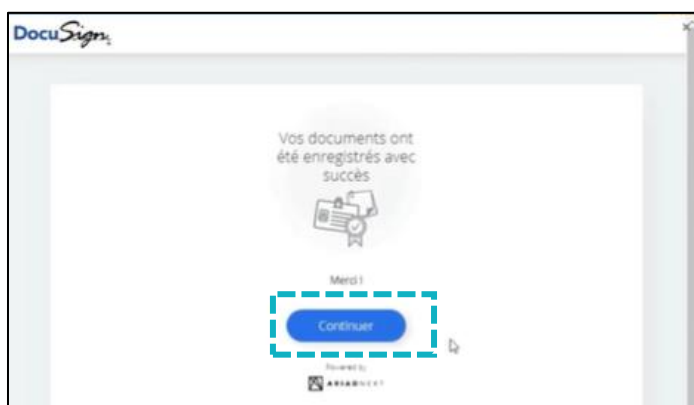 DocuSign
Vos documents ont
été enregistrés avec
succès
Merci !
Continuer
Powered by
ARIADNEXT